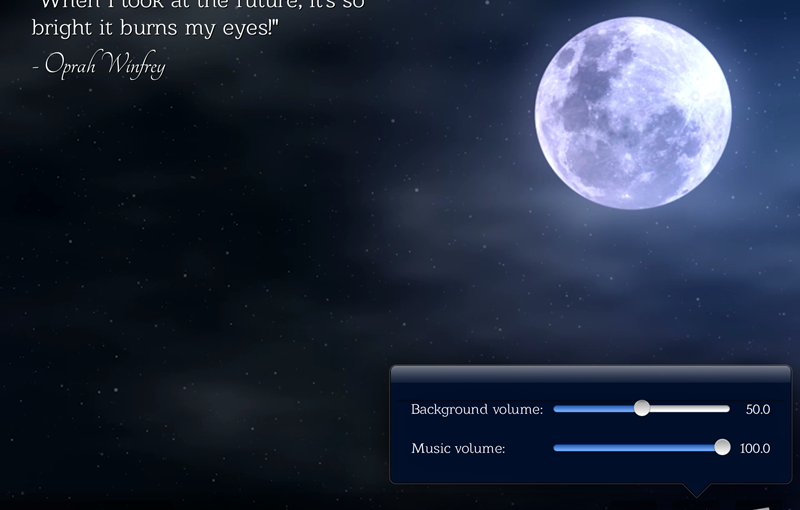 "When I look at the future, it's so
bright it burns my eyes!"
- Oprah Winfrey
Background volume: 50.0
Music volume: 100.0